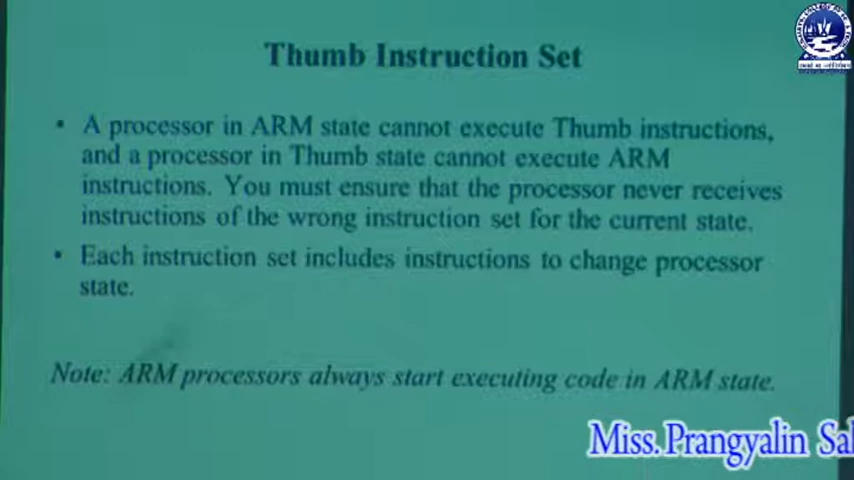 Thumb Instruction Set
• A processor in ARM state cannot execute Thumb instructions,
and a processor in Thumb state cannot execute ARM
instructions. You must ensure that the processor never receives
instructions of the wrong instruction set for the current state.
• Each instruction set includes instructions to change processor
state.
Note: ARM processors always start executing code in ARM state.
Miss. Prangyalin